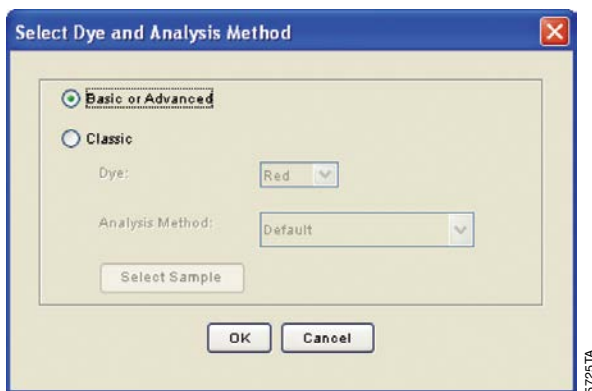 Select Dye and Analysis Method
Basic or Advanced
Classic
Dye: Red
Analysis Method: Default
Select Sample
OK Cancel